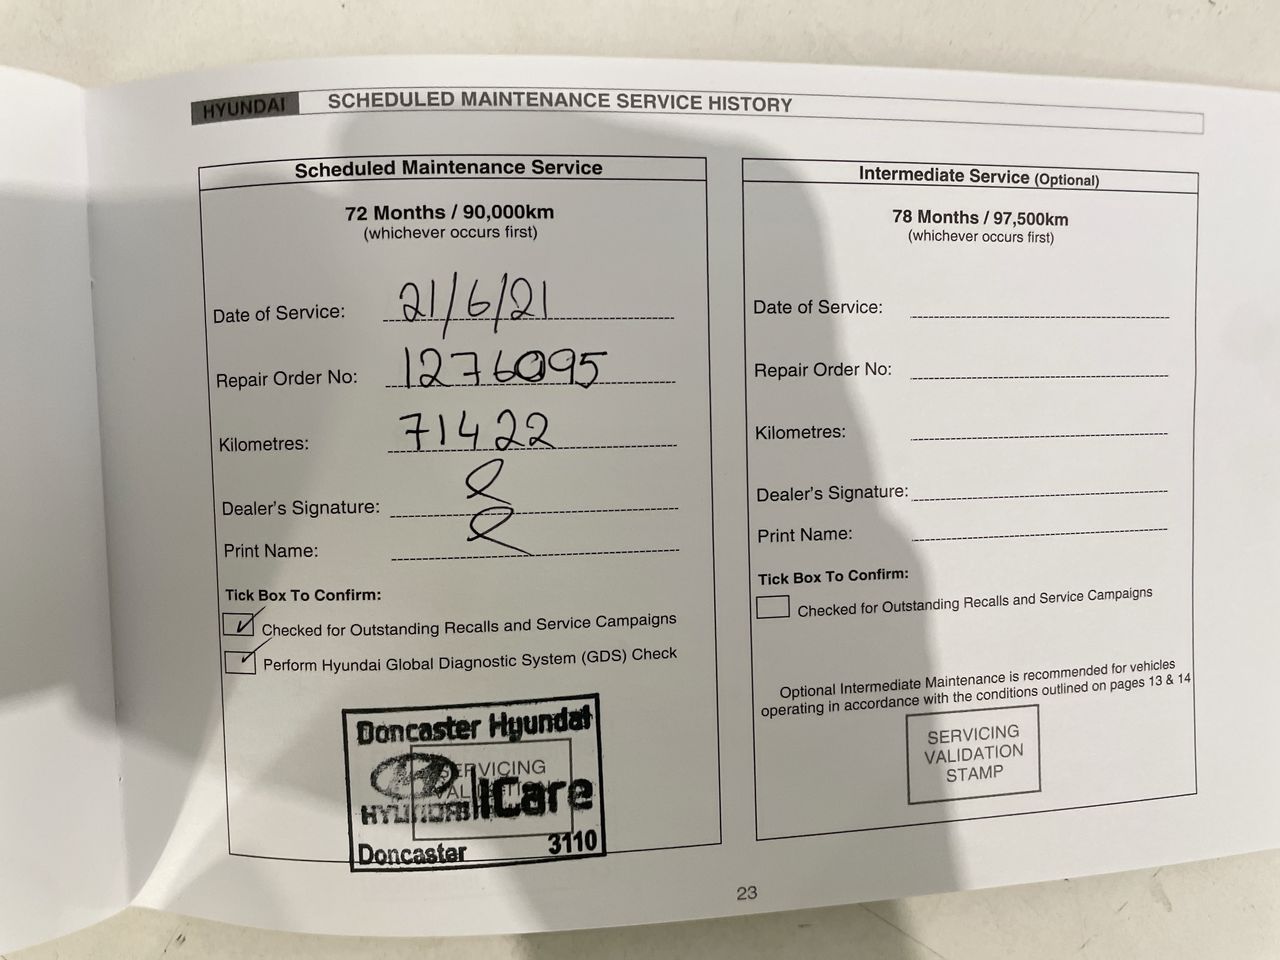 HYUNDAI SCHEDULED MAINTENANCE SERVICE HISTORY
Scheduled Maintenance Service
72 Months / 90,000km
(whichever occurs first)
Date of Service: 21/6/21
Repair Order No: 1276095
Kilometres: 71422
Dealer's Signature:
Print Name:
Tick Box To Confirm:
Checked for Outstanding Recalls and Service Campaigns
Perform Hyundai Global Diagnostic System (GDS) Check
Doncaster Hyundai
SERVICING
VALIDATION
HYUNDAI iCare
Doncaster 3110
Intermediate Service (Optional)
78 Months / 97,500km
(whichever occurs first)
Date of Service:
Repair Order No:
Kilometres:
Dealer's Signature:
Print Name:
Tick Box To Confirm:
Checked for Outstanding Recalls and Service Campaigns
Optional Intermediate Maintenance is recommended for vehicles
operating in accordance with the conditions outlined on pages 13 & 14
SERVICING
VALIDATION
STAMP
23